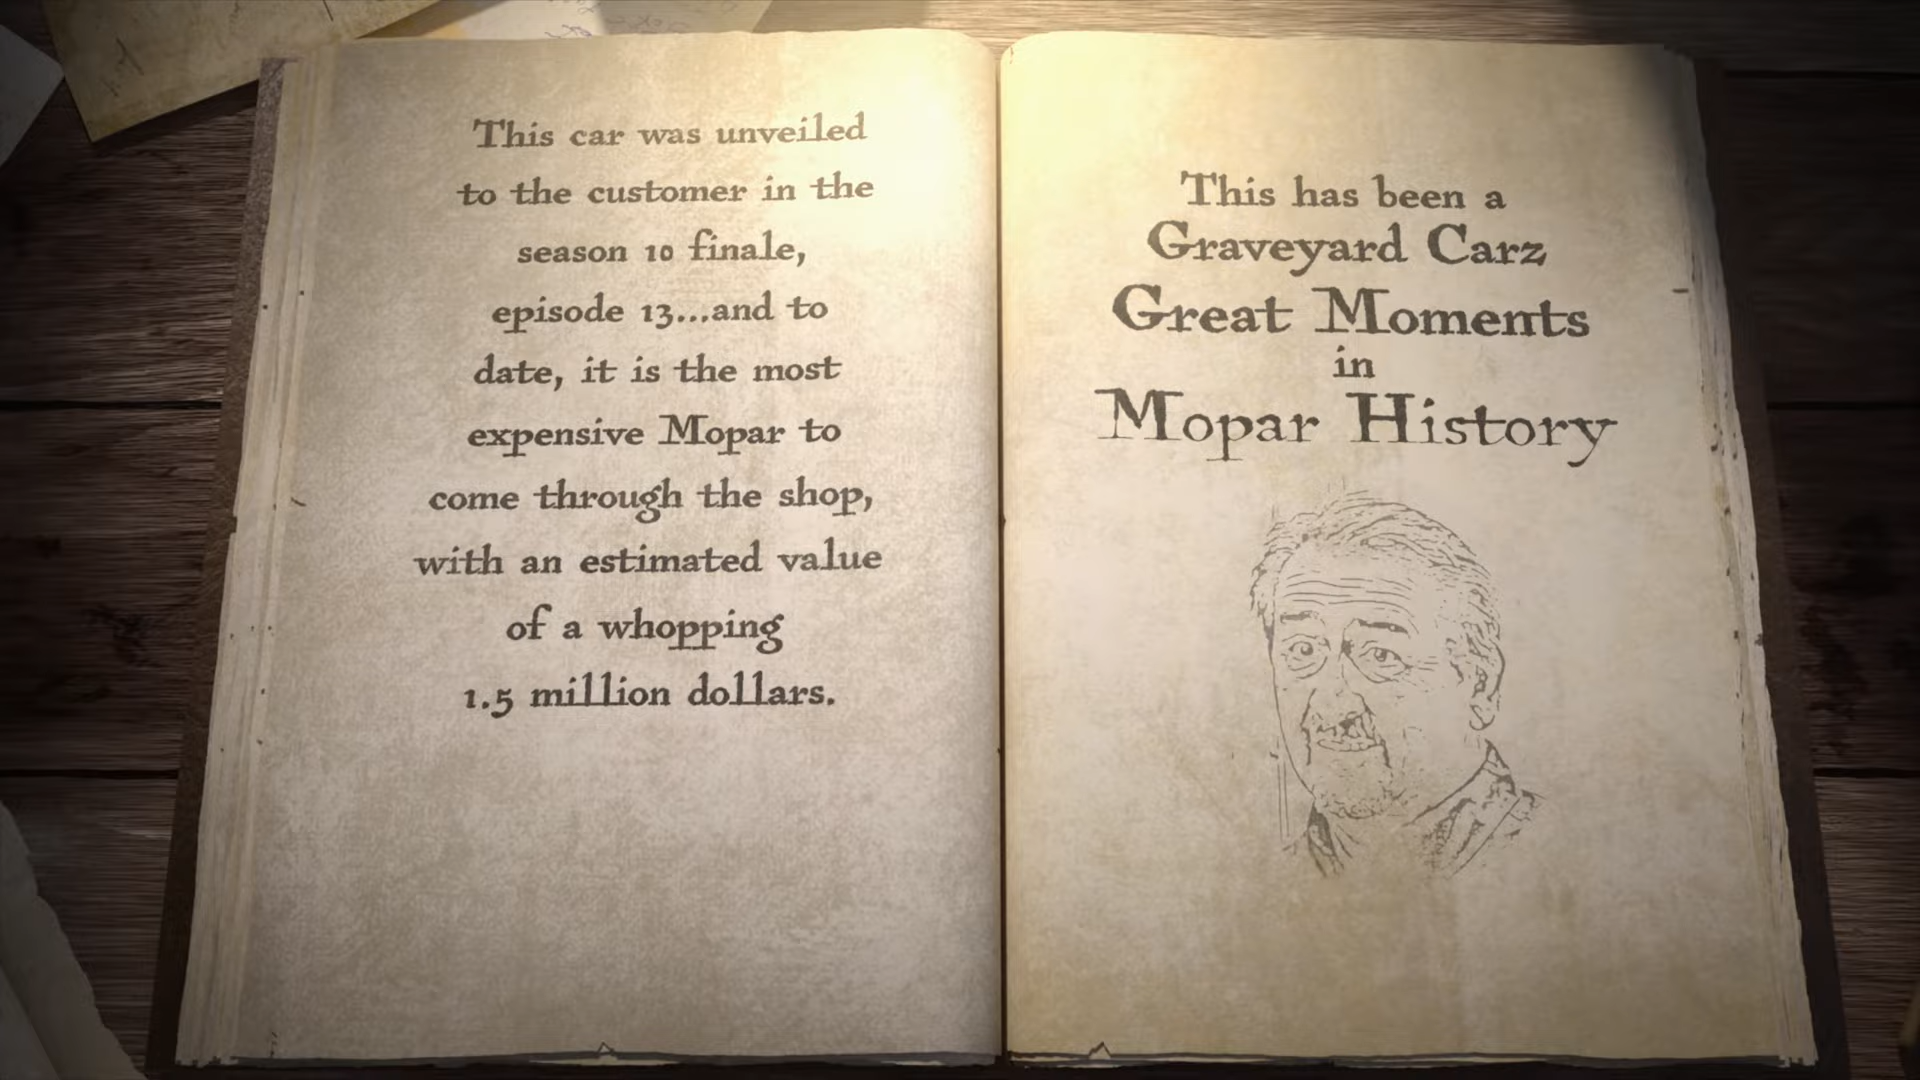 This car was unveiled
to the customer in the
season 10 finale,
episode 13...and to
date, it is the most
expensive Mopar to
come through the shop,
with an estimated value
of a whopping
1.5 million dollars.
This has been a
Graveyard Carz
Great Moments
in
Mopar History